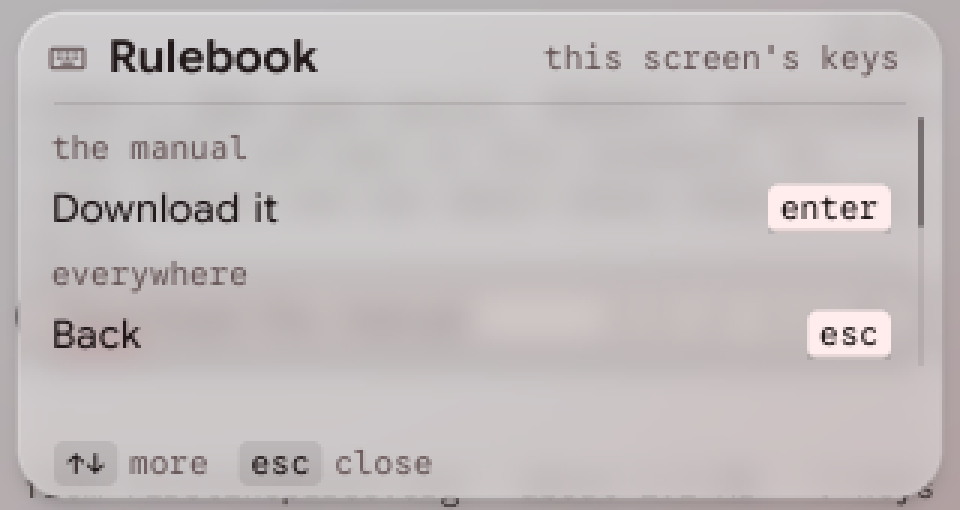 Rulebook this screen's keys
the manual
Download it enter
everywhere
Back esc
↑↓ more esc close